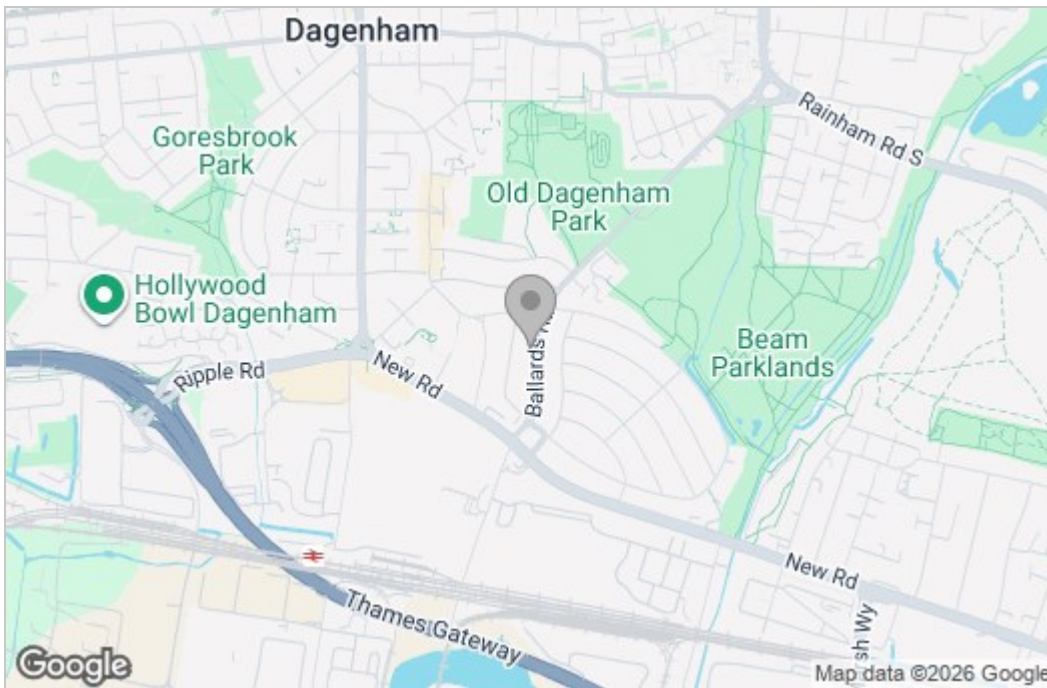 Dagenham
Rainham Rd S
Goresbrook
Park
Old Dagenham
Park
Hollywood
Bowl Dagenham
Beam
Parklands
Ripple Rd
New Rd
Ballards
New Rd
Thames Gateway
Google
Map data ©2026 Google